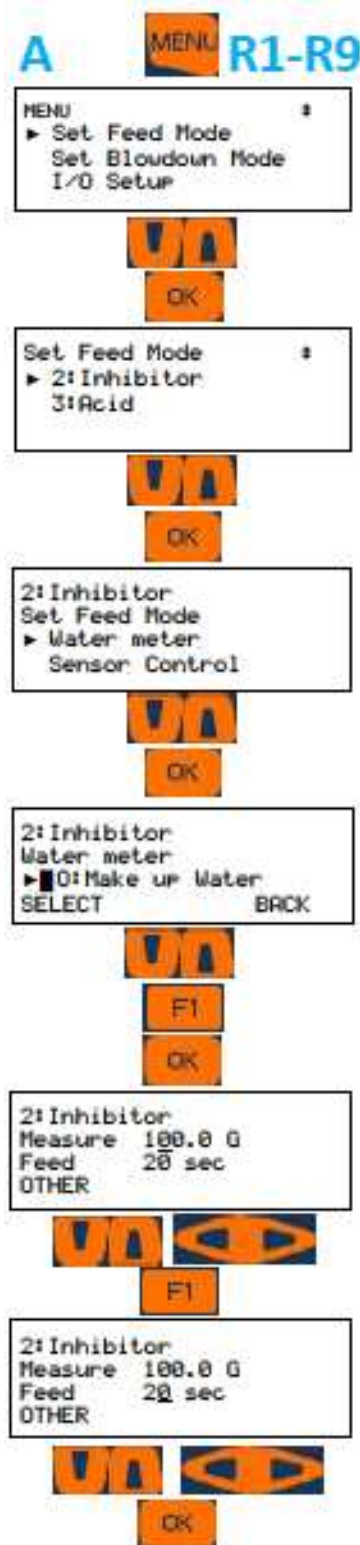 A MENU R1-R9
MENU
► Set Feed Mode
Set Blowdown Mode
I/O Setup
OK
Set Feed Mode
► 2:Inhibitor
3:Acid
OK
2:Inhibitor
Set Feed Mode
► Water meter
Sensor Control
OK
2:Inhibitor
Water meter
►█O:Make up Water
SELECT BACK
F1
OK
2:Inhibitor
Measure 100.0 G
Feed 20 sec
OTHER
F1
2:Inhibitor
Measure 100.0 G
Feed 20 sec
OTHER
OK